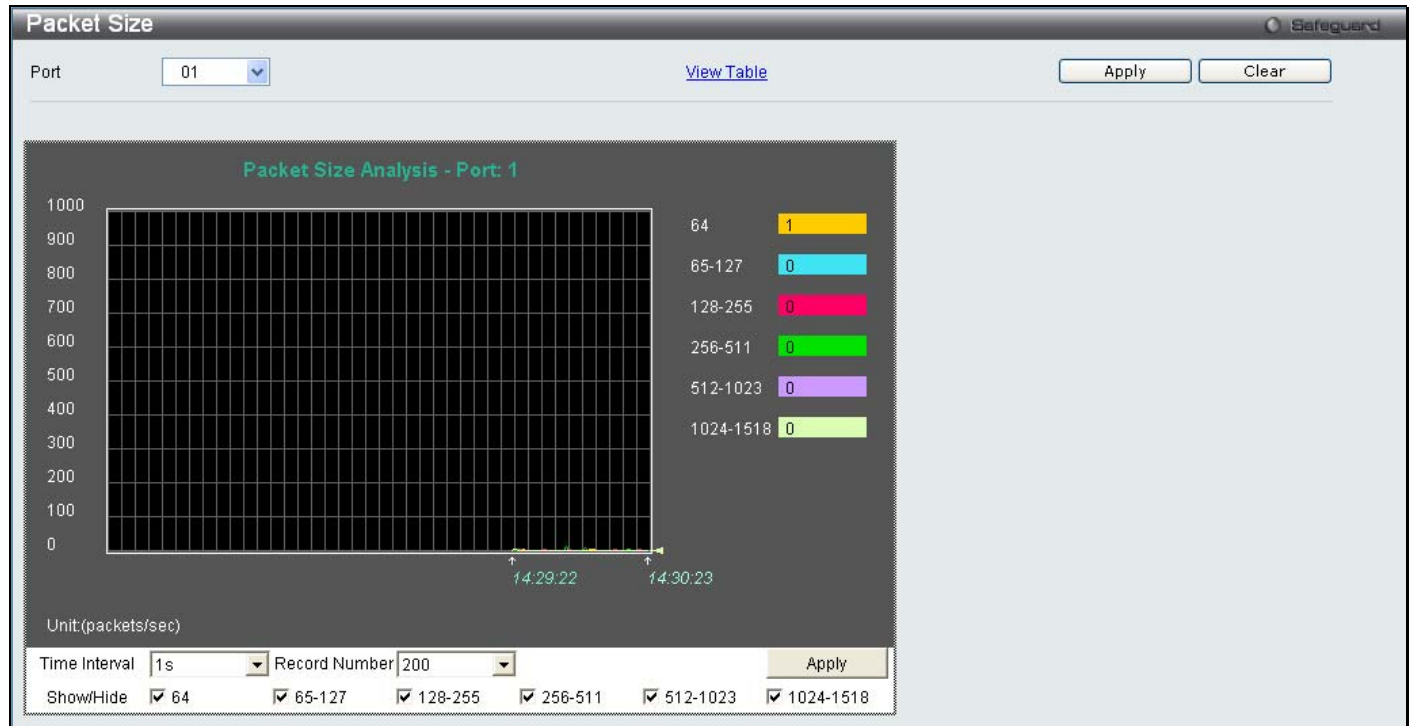 Packet Size
Safeguard
Port 01 View Table Apply Clear
Packet Size Analysis - Port: 1
1000
900
800
700
600
500
400
300
200
100
0
64 1
65-127 0
128-255 0
256-511 0
512-1023 0
1024-1518 0
14:29:22 14:30:23
Unit:(packets/sec)
Time Interval 1s Record Number 200 Apply
Show/Hide 64 65-127 128-255 256-511 512-1023 1024-1518